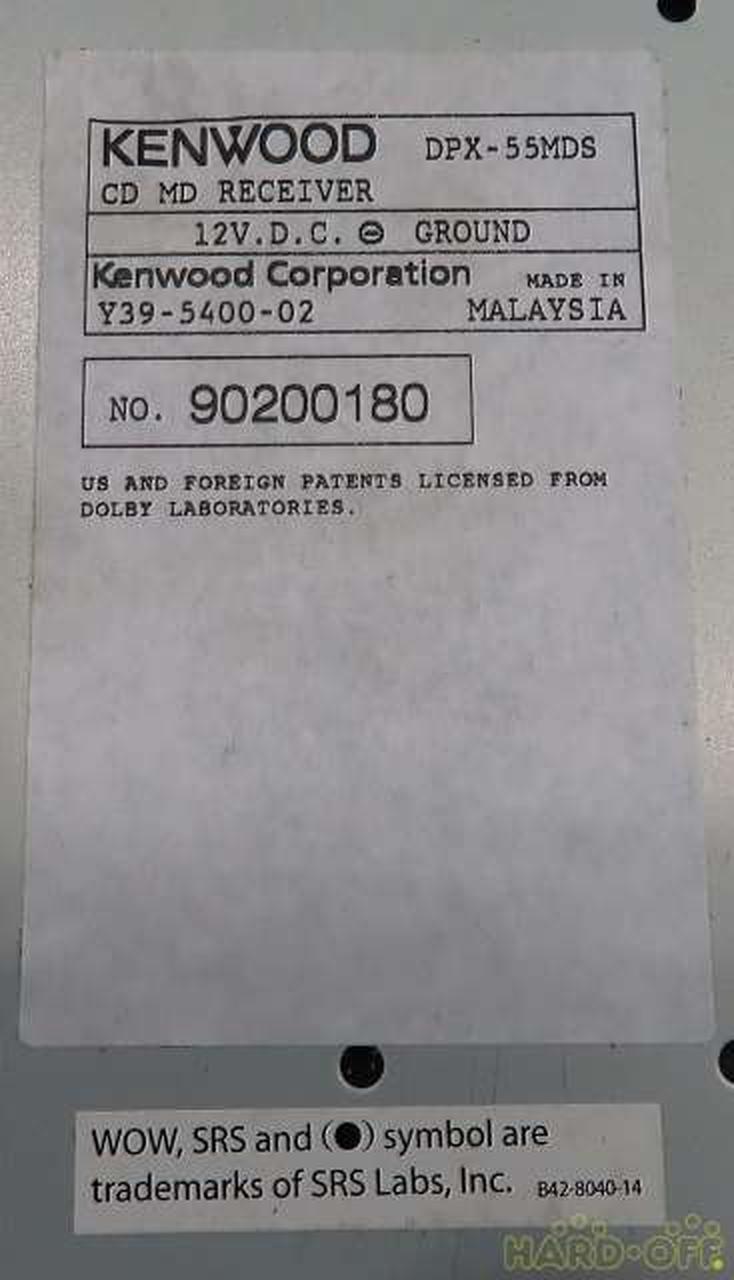 KENWOOD DPX-55MDS
CD MD RECEIVER
12V.D.C. ⊖ GROUND
Kenwood Corporation MADE IN
Y39-5400-02 MALAYSIA
NO. 90200180
US AND FOREIGN PATENTS LICENSED FROM
DOLBY LABORATORIES.
WOW, SRS and (●) symbol are
trademarks of SRS Labs, Inc. B42-8040-14
HARD·OFF